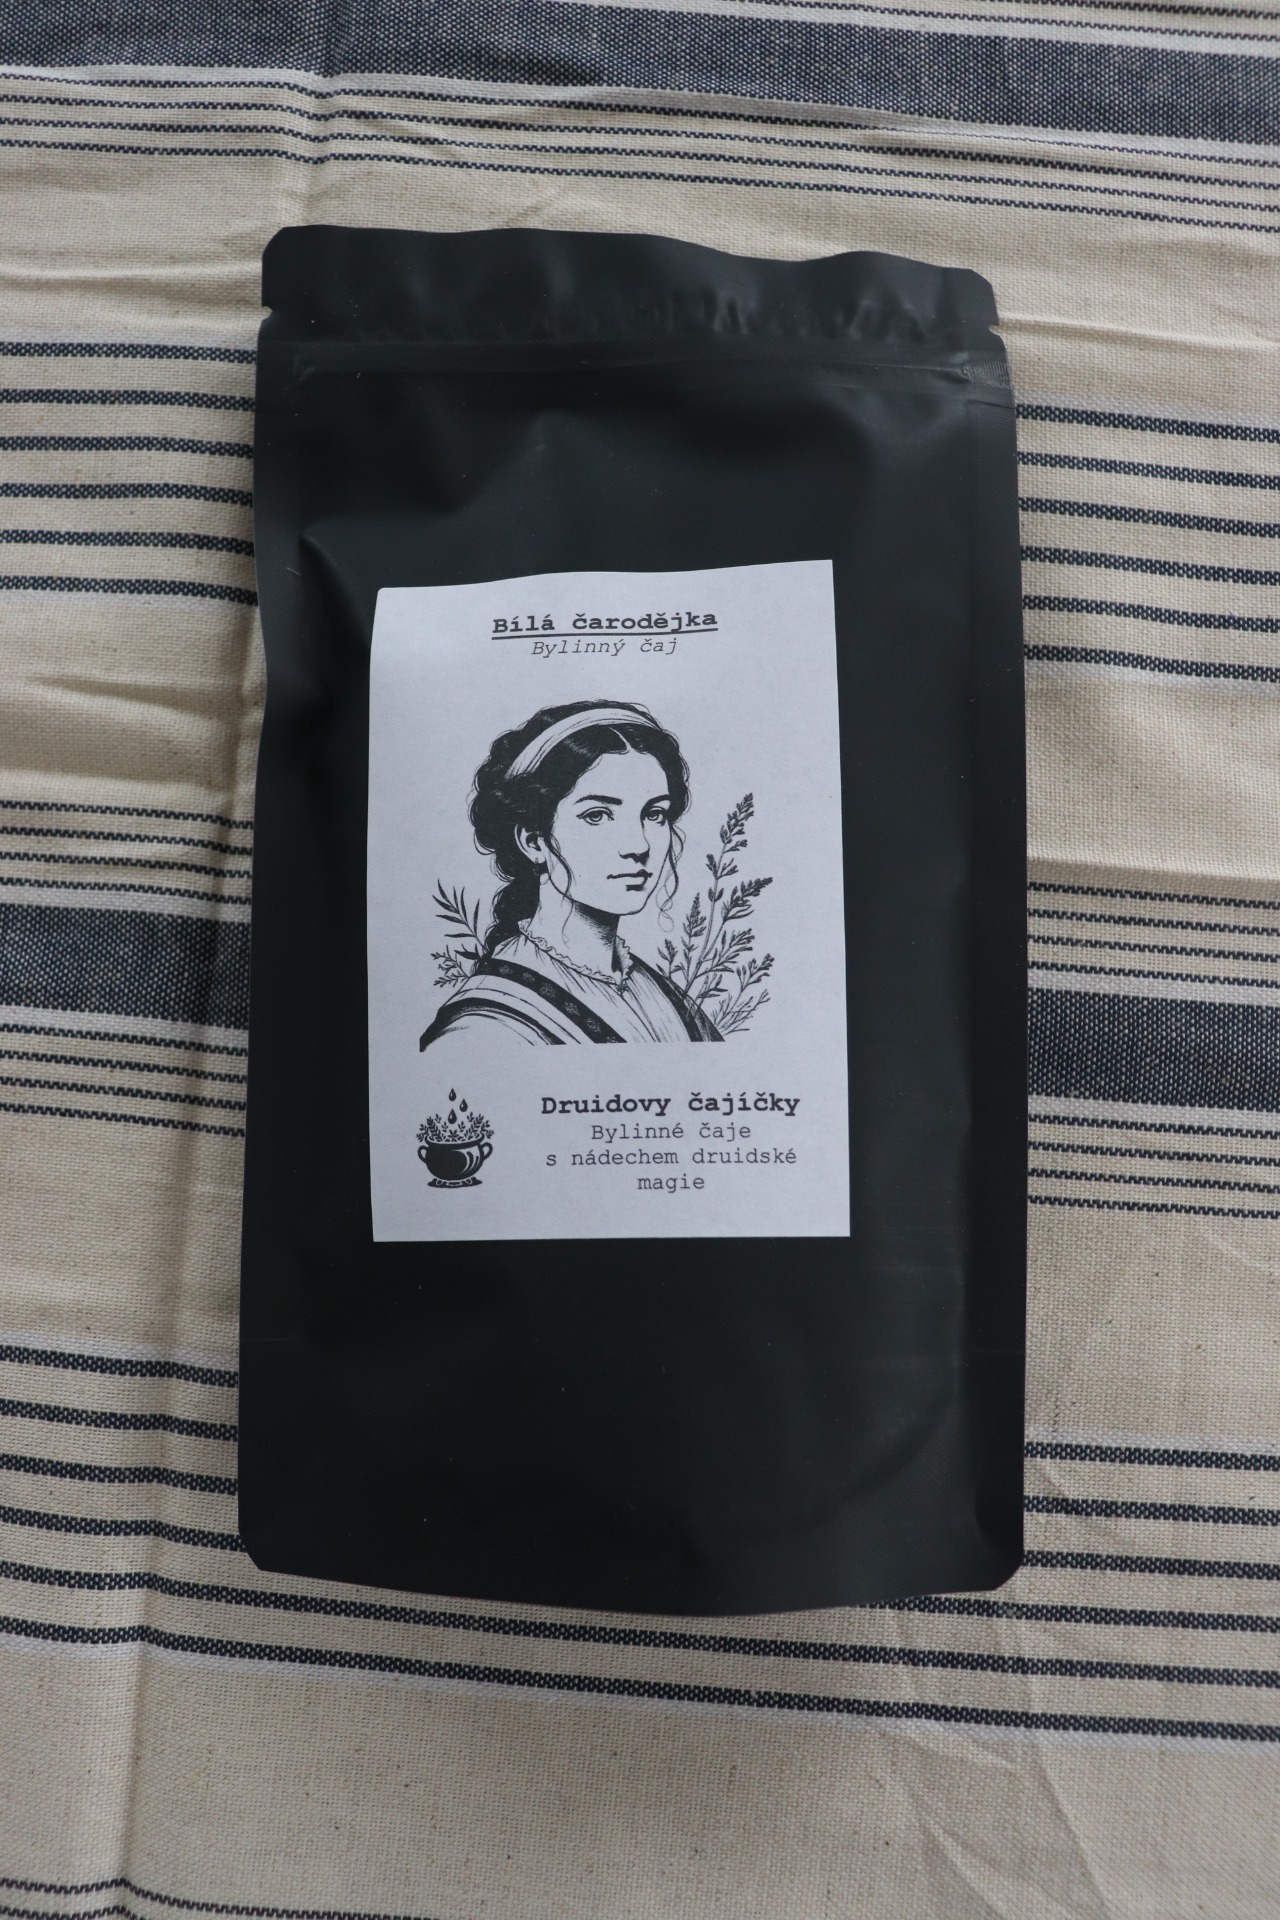 Bílá čarodějka
Bylinný čaj
Druidovy čajíčky
Bylinné čaje
s nádechem druidské
magie